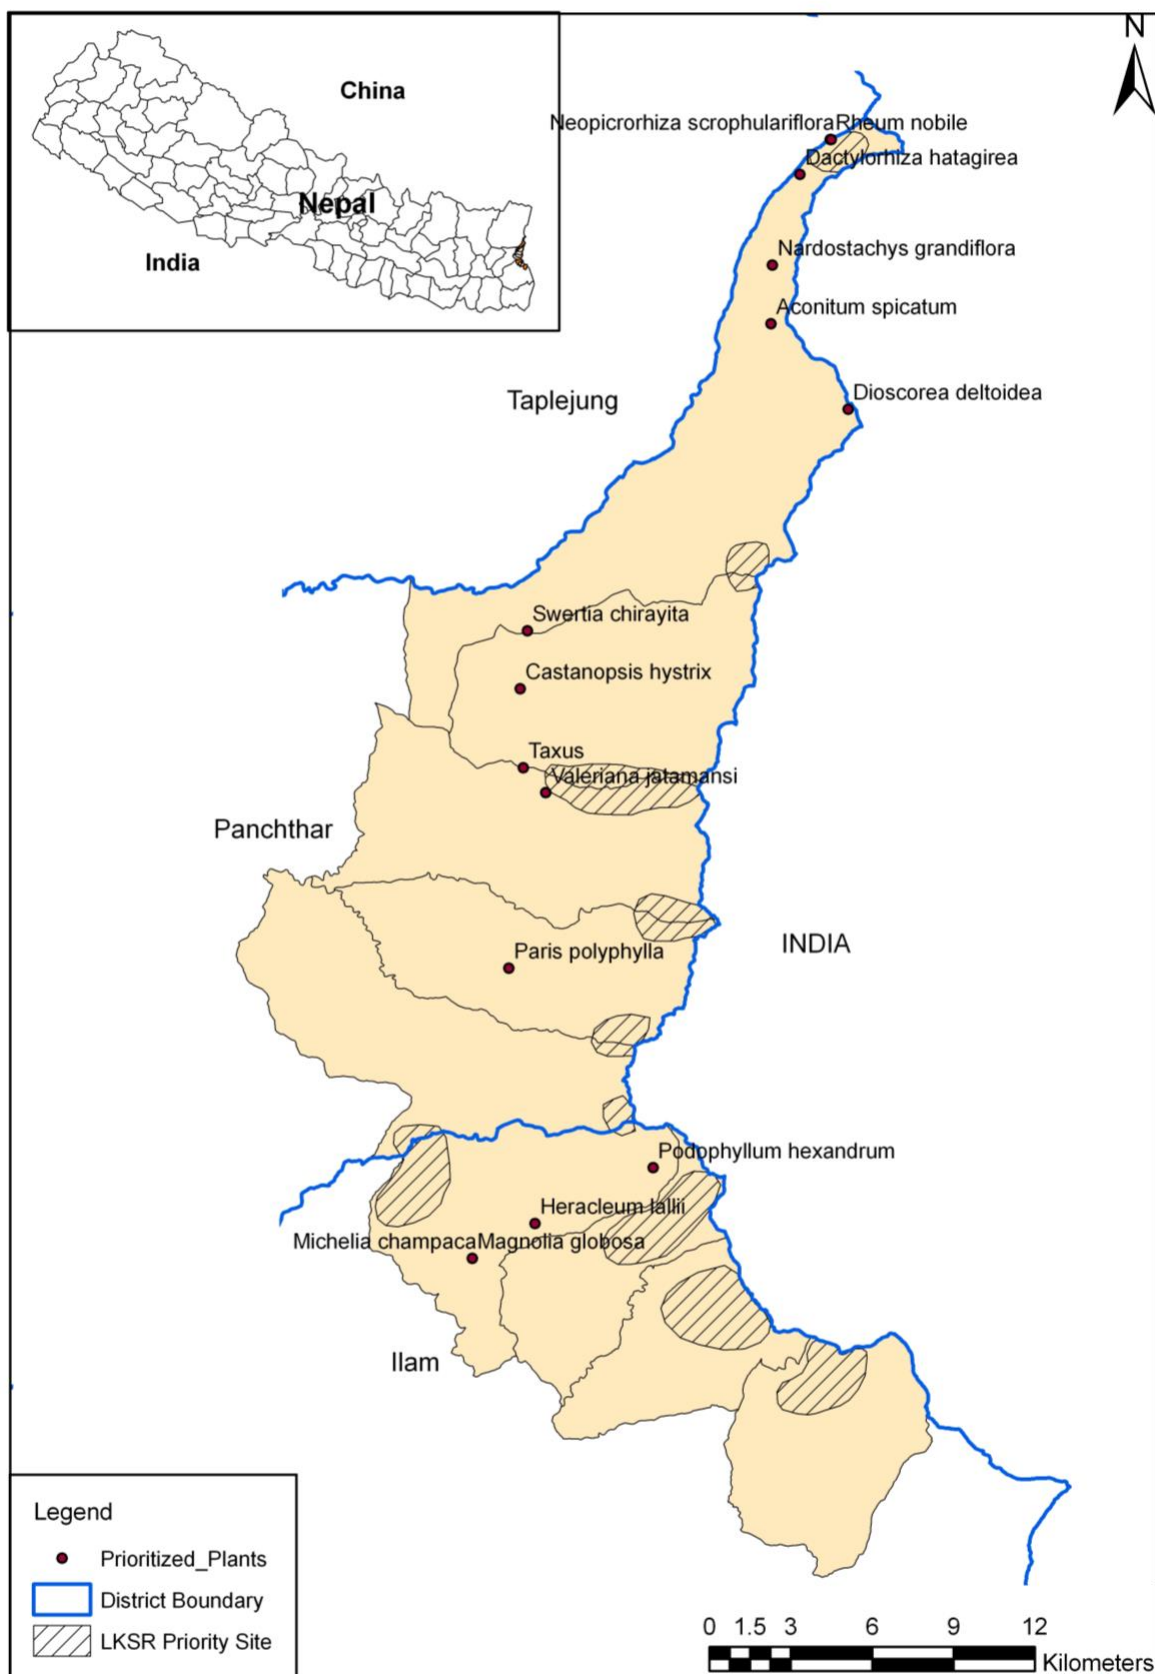 N
China
Nepal
India
Neopicrorhiza scrophulariflora Rheum nobile
Dactylorhiza hatagirea
Nardostachys grandiflora
Aconitum spicatum
Dioscorea deltoidea
Taplejung
Swertia chirayita
Castanopsis hystrix
Taxus
Valeriana jatamansi
Panchthar
INDIA
Paris polyphylla
Podophyllum hexandrum
Heracleum lallii
Michelia champaca Magnolia globosa
Ilam
Legend
Prioritized_Plants
District Boundary
LKSR Priority Site
0 1.5 3 6 9 12
Kilometers